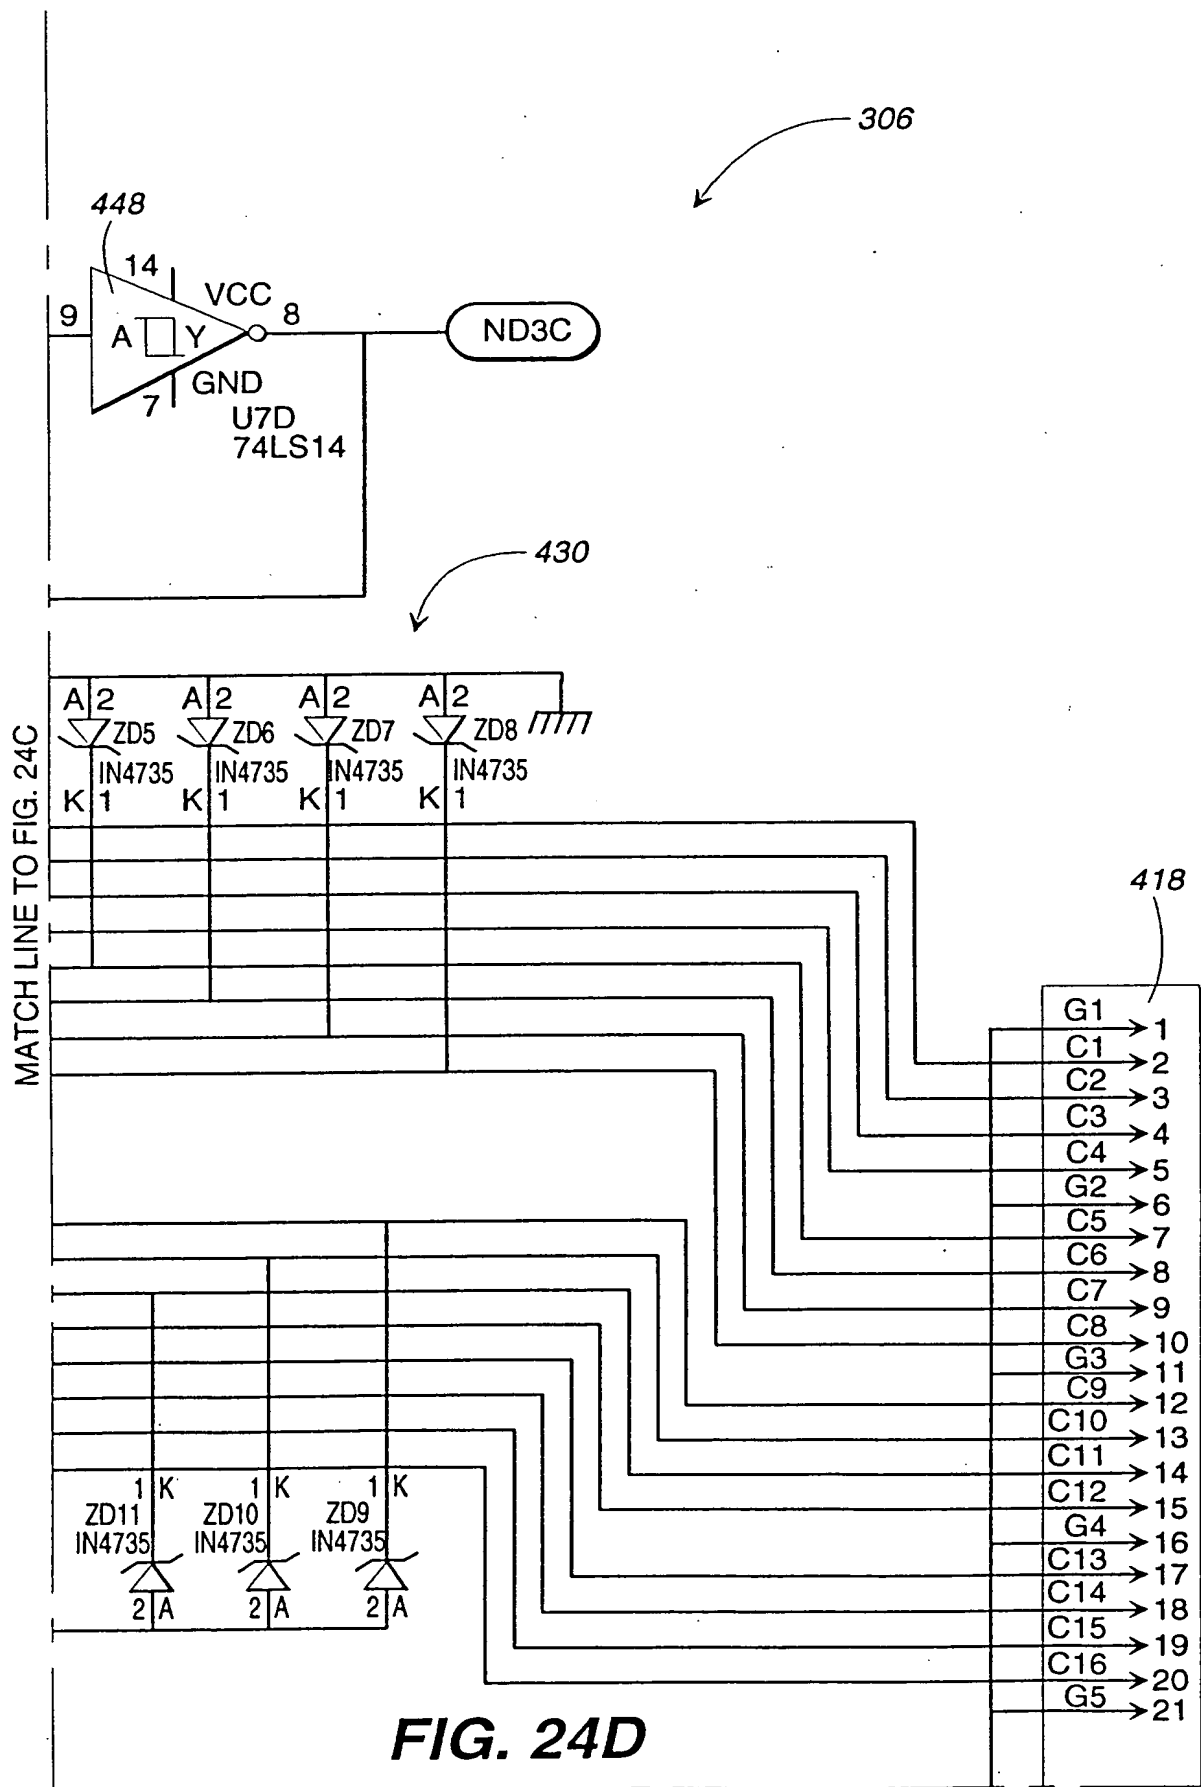 306
448
14
VCC
9
8
A
Y
ND3C
GND
7
U7D
74LS14
430
MATCH LINE TO FIG. 24C
A 2 A 2 A 2 A 2
ZD5 ZD6 ZD7 ZD8
IN4735 IN4735 IN4735 IN4735
K 1 K 1 K 1 K 1
418
G1 1
C1 2
C2 3
C3 4
C4 5
G2 6
C5 7
C6 8
C7 9
C8 10
G3 11
C9 12
C10 13
C11 14
C12 15
G4 16
C13 17
C14 18
C15 19
C16 20
G5 21
1 K 1 K 1 K
ZD11 ZD10 ZD9
IN4735 IN4735 IN4735
2 A 2 A 2 A
FIG. 24D